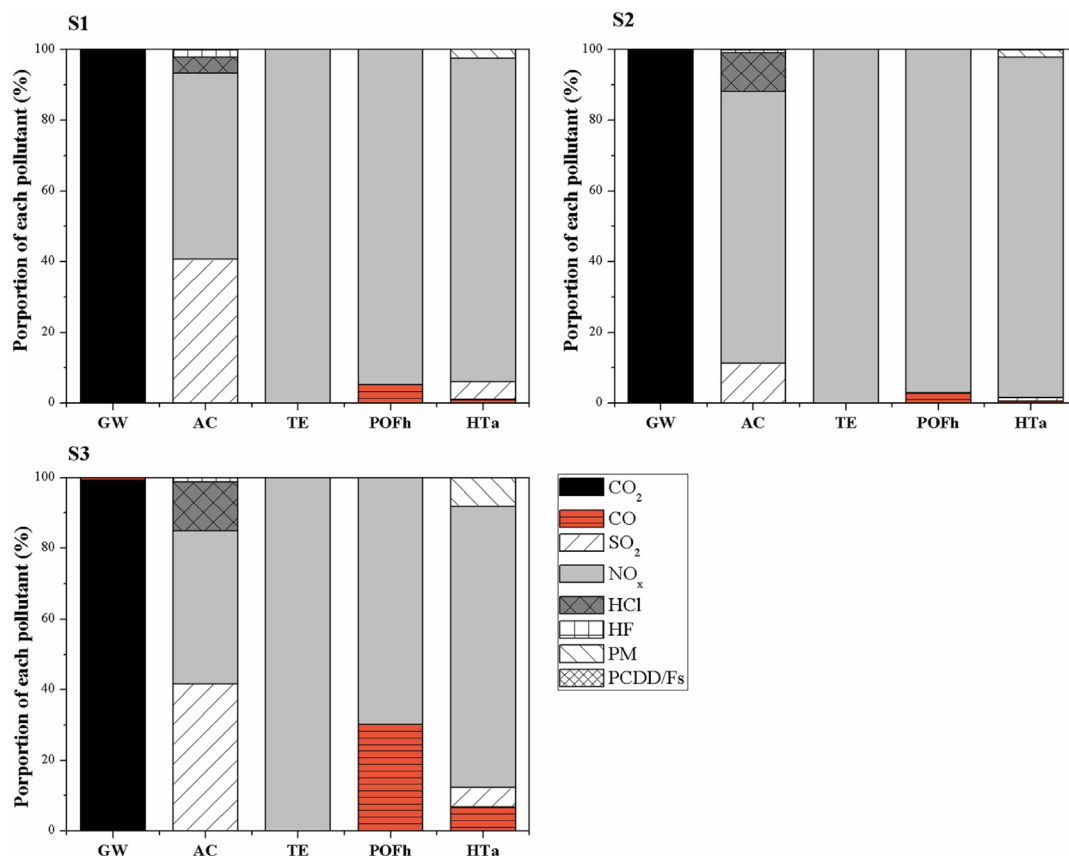 S1
Porportion of each pollutant (%)
100
80
60
40
20
0
GW AC TE POFh HTa
S2
Porportion of each pollutant (%)
100
80
60
40
20
0
GW AC TE POFh HTa
S3
Porportion of each pollutant (%)
100
80
60
40
20
0
GW AC TE POFh HTa
CO₂
CO
SO₂
NOₓ
HCl
HF
PM
PCDD/Fs